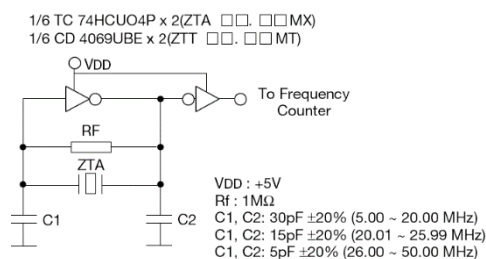 1/6 TC 74HCUO4P x 2(ZTA □□. □□MX)
1/6 CD 4069UBE x 2(ZTT □□. □□MT)
VDD
To Frequency
Counter
RF
ZTA
C1
C2
VDD : +5V
Rf : 1MΩ
C1, C2: 30pF ±20% (5.00 ~ 20.00 MHz)
C1, C2: 15pF ±20% (20.01 ~ 25.99 MHz)
C1, C2: 5pF ±20% (26.00 ~ 50.00 MHz)